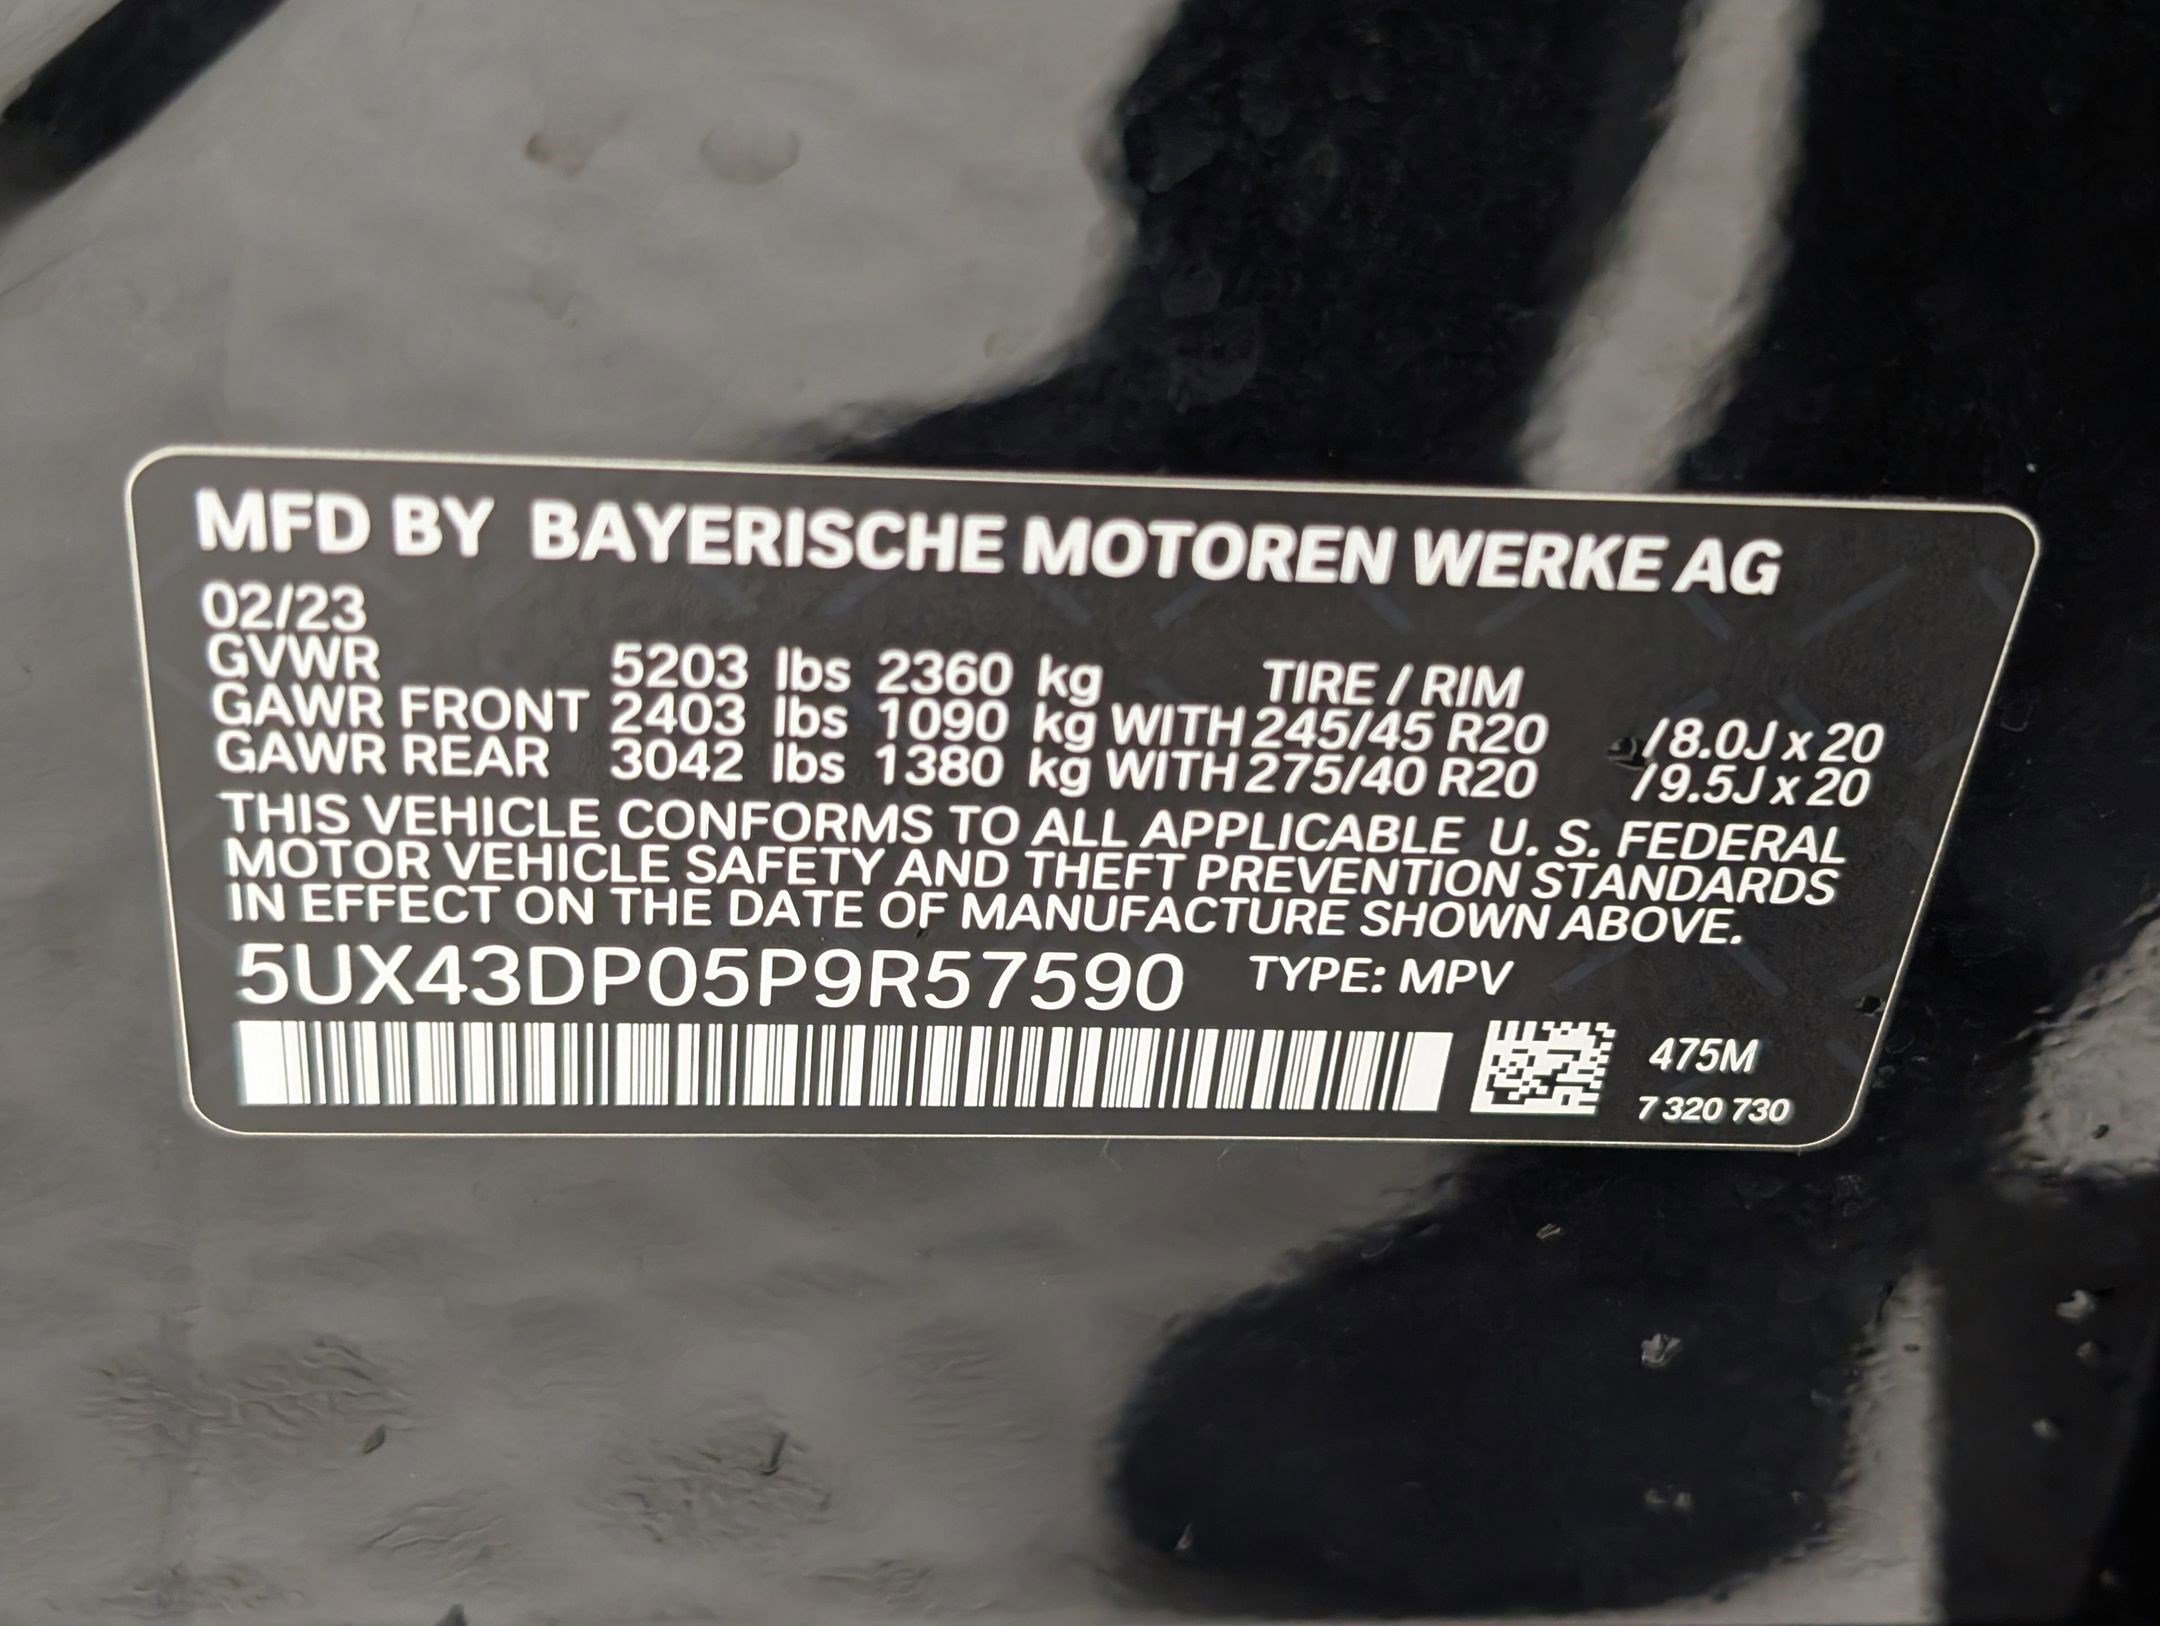 MFD BY BAYERISCHE MOTOREN WERKE AG
02/23
GVWR 5203 lbs 2360 kg TIRE / RIM
GAWR FRONT 2403 lbs 1090 kg WITH 245/45 R20 / 8.0J x 20
GAWR REAR 3042 lbs 1380 kg WITH 275/40 R20 / 9.5J x 20
THIS VEHICLE CONFORMS TO ALL APPLICABLE U. S. FEDERAL
MOTOR VEHICLE SAFETY AND THEFT PREVENTION STANDARDS
IN EFFECT ON THE DATE OF MANUFACTURE SHOWN ABOVE.
5UX43DP05P9R57590 TYPE: MPV
475M
7 320 730